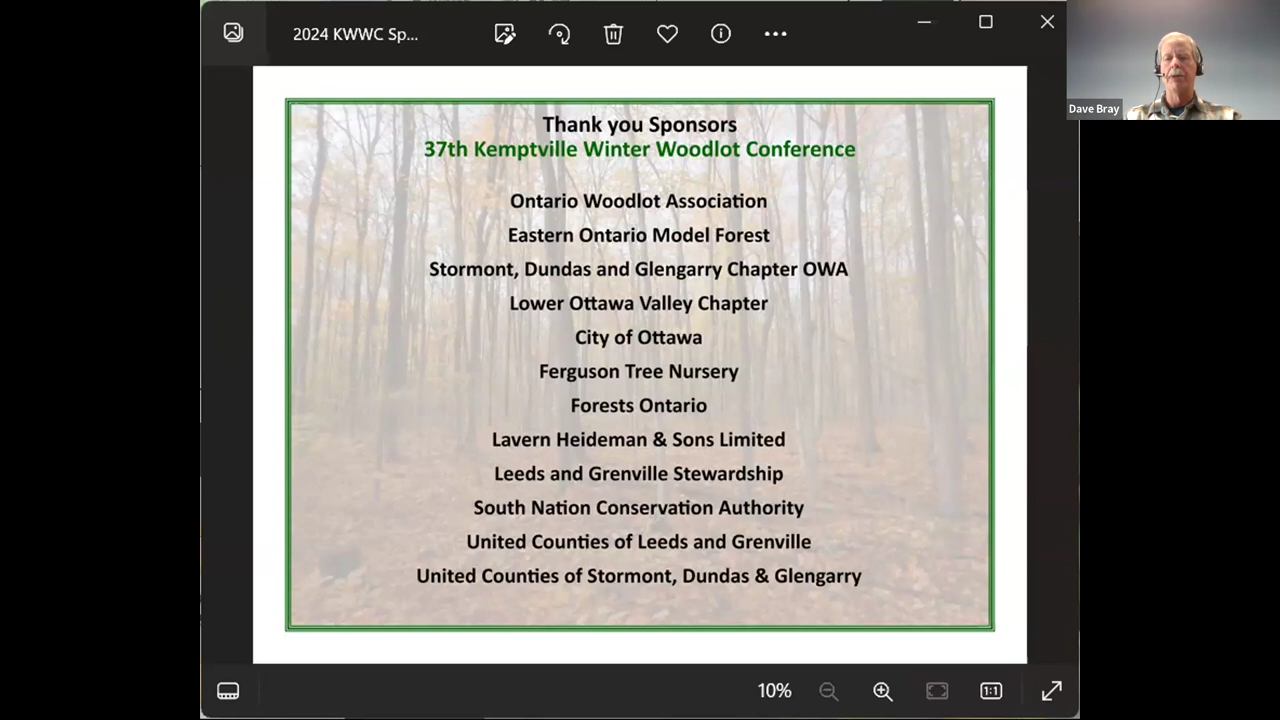 2024 KWWC Sp...
Dave Bray
Thank you Sponsors
37th Kemptville Winter Woodlot Conference
Ontario Woodlot Association
Eastern Ontario Model Forest
Stormont, Dundas and Glengarry Chapter OWA
Lower Ottawa Valley Chapter
City of Ottawa
Ferguson Tree Nursery
Forests Ontario
Lavern Heideman & Sons Limited
Leeds and Grenville Stewardship
South Nation Conservation Authority
United Counties of Leeds and Grenville
United Counties of Stormont, Dundas & Glengarry
10%
1:1